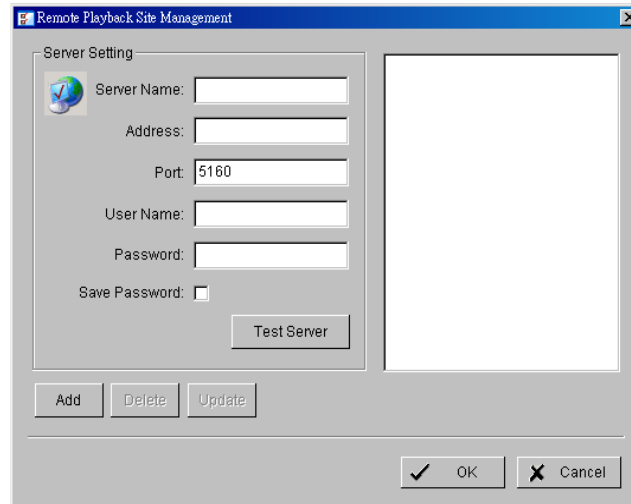 Remote Playback Site Management
Server Setting
Server Name:
Address:
Port: 5160
User Name:
Password:
Save Password:
Test Server
Add Delete Update
OK Cancel